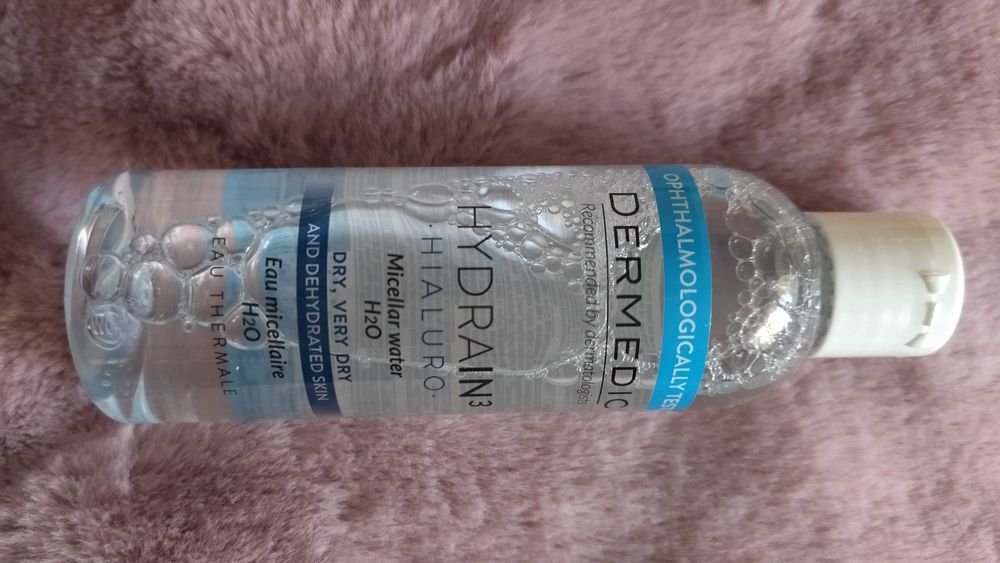 OPHTHALMOLOGICALLY
DERMEDIC
Recommended by dermatologists
HYDRAIN³
·HIALURO·
Micellar water
H2O
DRY, VERY DRY
AND DEHYDRATED SKIN
Eau micellaire
H2O
EAU THERMALE